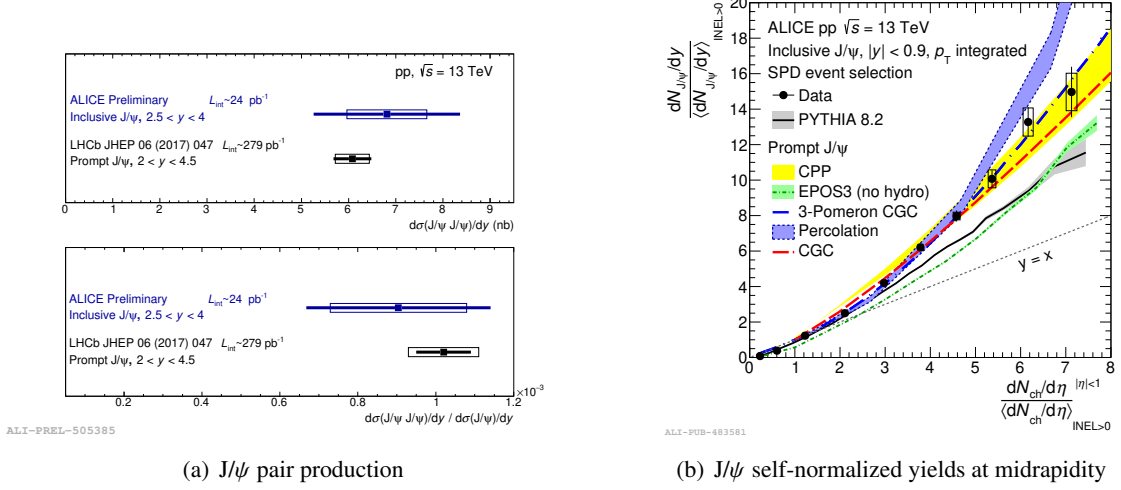 pp, √s = 13 TeV
ALICE Preliminary L_int~24 pb⁻¹
Inclusive J/ψ, 2.5 < y < 4
LHCb JHEP 06 (2017) 047 L_int~279 pb⁻¹
Prompt J/ψ, 2 < y < 4.5
0 1 2 3 4 5 6 7 8 9
dσ(J/ψ J/ψ)/dy (nb)
ALICE Preliminary L_int~24 pb⁻¹
Inclusive J/ψ, 2.5 < y < 4
LHCb JHEP 06 (2017) 047 L_int~279 pb⁻¹
Prompt J/ψ, 2 < y < 4.5
0.2 0.4 0.6 0.8 1 1.2
×10⁻³
dσ(J/ψ J/ψ)/dy / dσ(J/ψ)/dy
ALI-PREL-505385
(a) J/ψ pair production
dN_J/ψ/dy
⟨dN_J/ψ/dy⟩ INEL>0
20
18
16
14
12
10
8
6
4
2
0
ALICE pp √s = 13 TeV
Inclusive J/ψ, |y| < 0.9, p_T integrated
SPD event selection
Data
PYTHIA 8.2
Prompt J/ψ
CPP
EPOS3 (no hydro)
3-Pomeron CGC
Percolation
CGC
y = x
0 1 2 3 4 5 6 7 8
dN_ch/dη |η|<1
⟨dN_ch/dη⟩ INEL>0
ALI-PUB-483581
(b) J/ψ self-normalized yields at midrapidity